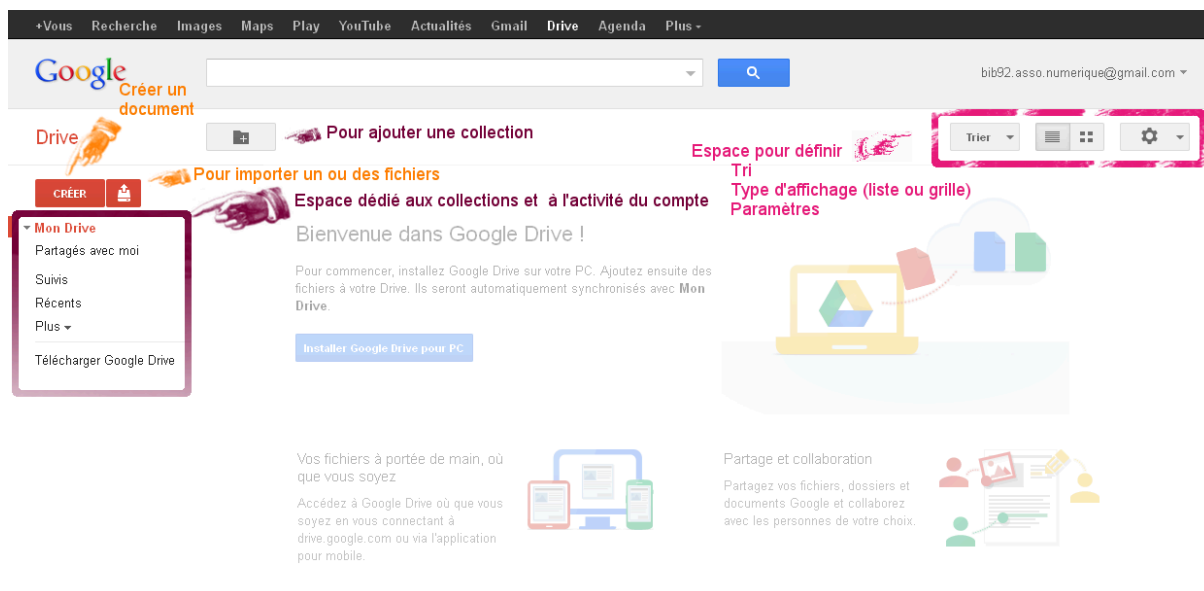 +Vous Recherche Images Maps Play YouTube Actualités Gmail Drive Agenda Plus
Google
bib92.asso.numerique@gmail.com
Créer un
document
Drive
Pour ajouter une collection
Trier
Espace pour définir
Tri
Type d'affichage (liste ou grille)
Paramètres
Pour importer un ou des fichiers
CRÉER
Espace dédié aux collections et à l'activité du compte
Mon Drive
Partagés avec moi
Suivis
Récents
Plus
Télécharger Google Drive
Bienvenue dans Google Drive !
Pour commencer, installez Google Drive sur votre PC. Ajoutez ensuite des
fichiers à votre Drive. Ils seront automatiquement synchronisés avec Mon
Drive.
Installer Google Drive pour PC
Vos fichiers à portée de main, où
que vous soyez
Accédez à Google Drive où que vous
soyez en vous connectant à
drive.google.com ou via l'application
pour mobile.
Partage et collaboration
Partagez vos fichiers, dossiers et
documents Google et collaborez
avec les personnes de votre choix.